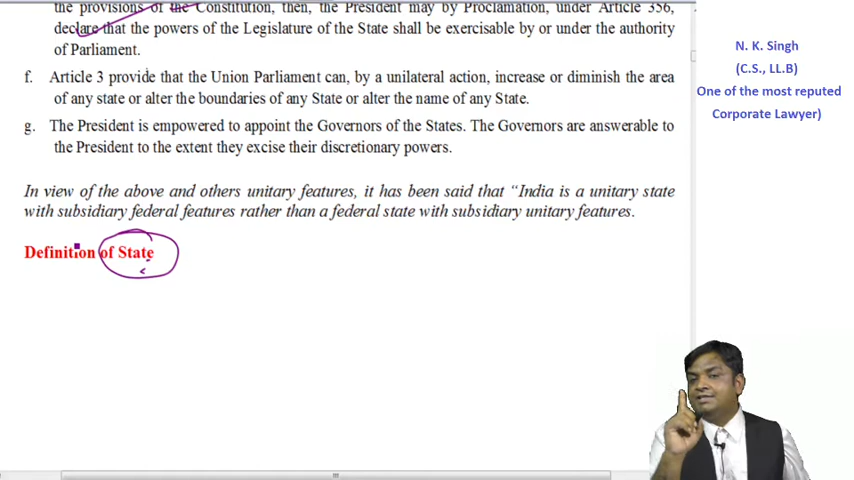 the provisions of the Constitution, then, the President may by Proclamation, under Article 356,
declare that the powers of the Legislature of the State shall be exercisable by or under the authority
of Parliament.
f. Article 3 provide that the Union Parliament can, by a unilateral action, increase or diminish the area
of any state or alter the boundaries of any State or alter the name of any State.
g. The President is empowered to appoint the Governors of the States. The Governors are answerable to
the President to the extent they excise their discretionary powers.
In view of the above and others unitary features, it has been said that “India is a unitary state
with subsidiary federal features rather than a federal state with subsidiary unitary features.
Definition of State
N. K. Singh
(C.S., LL.B)
One of the most reputed
Corporate Lawyer)